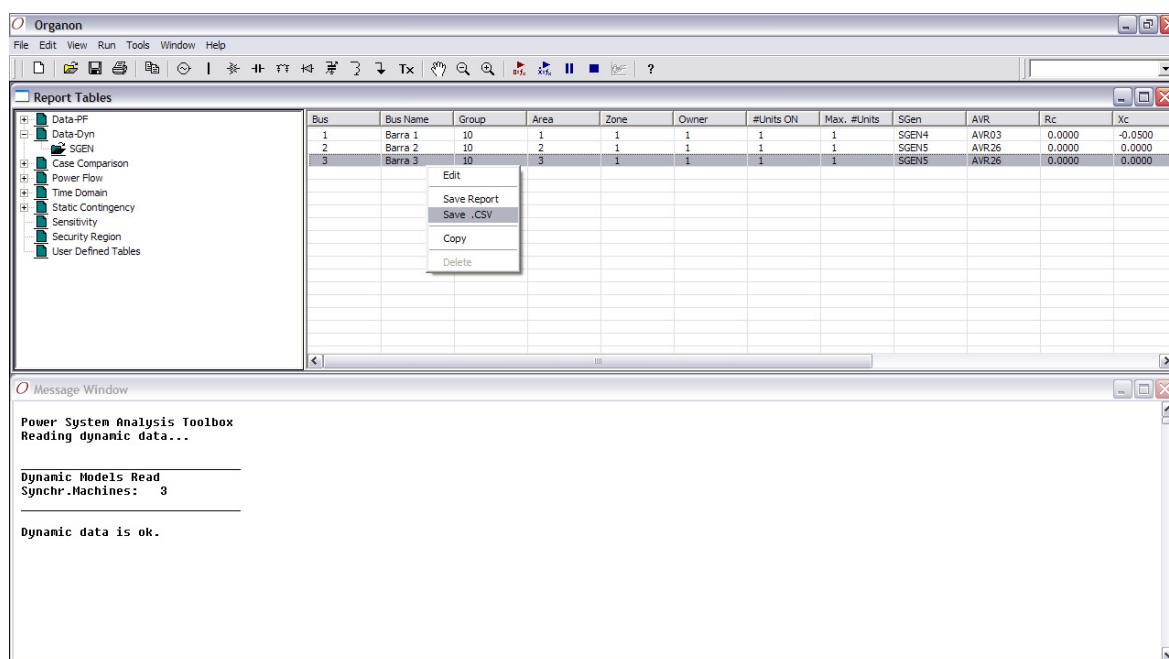 Organon
File Edit View Run Tools Window Help
Tx ?
Report Tables
Data-PF
Data-Dyn
SGEN
Case Comparison
Power Flow
Time Domain
Static Contingency
Sensitivity
Security Region
User Defined Tables
Bus Bus Name Group Area Zone Owner #Units ON Max. #Units SGen AVR Rc Xc
1 Barra 1 10 1 1 1 1 1 SGEN4 AVR03 0.0000 -0.0500
2 Barra 2 10 2 1 1 1 1 SGEN5 AVR26 0.0000 0.0000
3 Barra 3 10 3 1 1 1 1 SGEN5 AVR26 0.0000 0.0000
Edit
Save Report
Save .CSV
Copy
Delete
Message Window
Power System Analysis Toolbox
Reading dynamic data...
Dynamic Models Read
Synchr.Machines: 3
Dynamic data is ok.